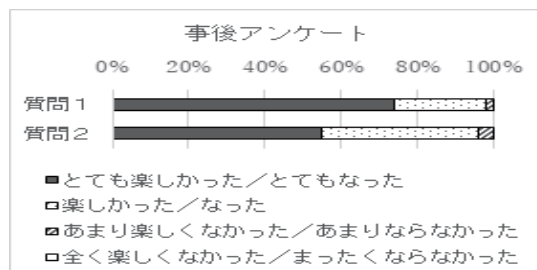 事後アンケート
0% 20% 40% 60% 80% 100%
質問1
質問2
■とても楽しかった／とてもなった
□楽しかった／なった
▨あまり楽しくなかった／あまりならなかった
□全く楽しくなかった／まったくならなかった